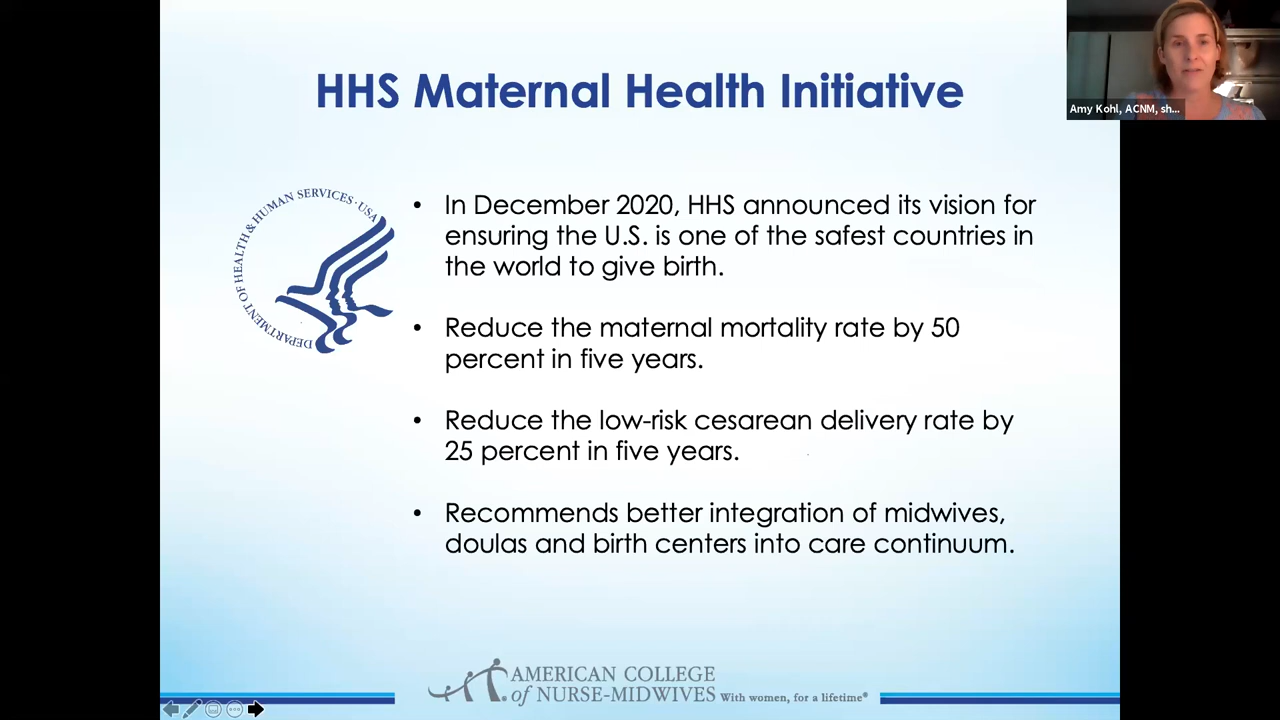 HHS Maternal Health Initiative
Amy Kohl, ACNM, sh...
DEPARTMENT OF HEALTH & HUMAN SERVICES · USA
• In December 2020, HHS announced its vision for
ensuring the U.S. is one of the safest countries in
the world to give birth.
• Reduce the maternal mortality rate by 50
percent in five years.
• Reduce the low-risk cesarean delivery rate by
25 percent in five years.
• Recommends better integration of midwives,
doulas and birth centers into care continuum.
AMERICAN COLLEGE
of NURSE-MIDWIVES With women, for a lifetime®